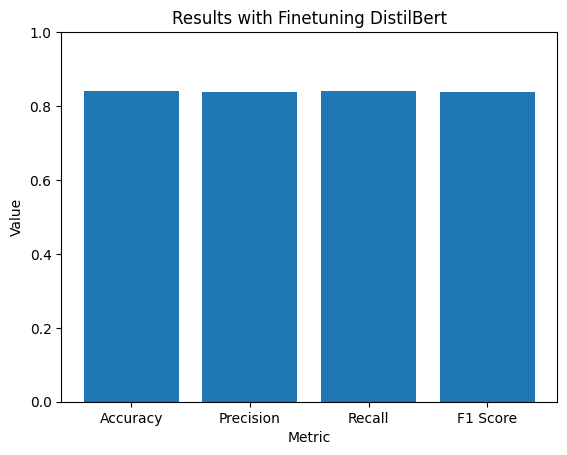 Results with Finetuning DistilBert
1.0
0.8
0.6
0.4
0.2
0.0
Value
Accuracy Precision Recall F1 Score
Metric